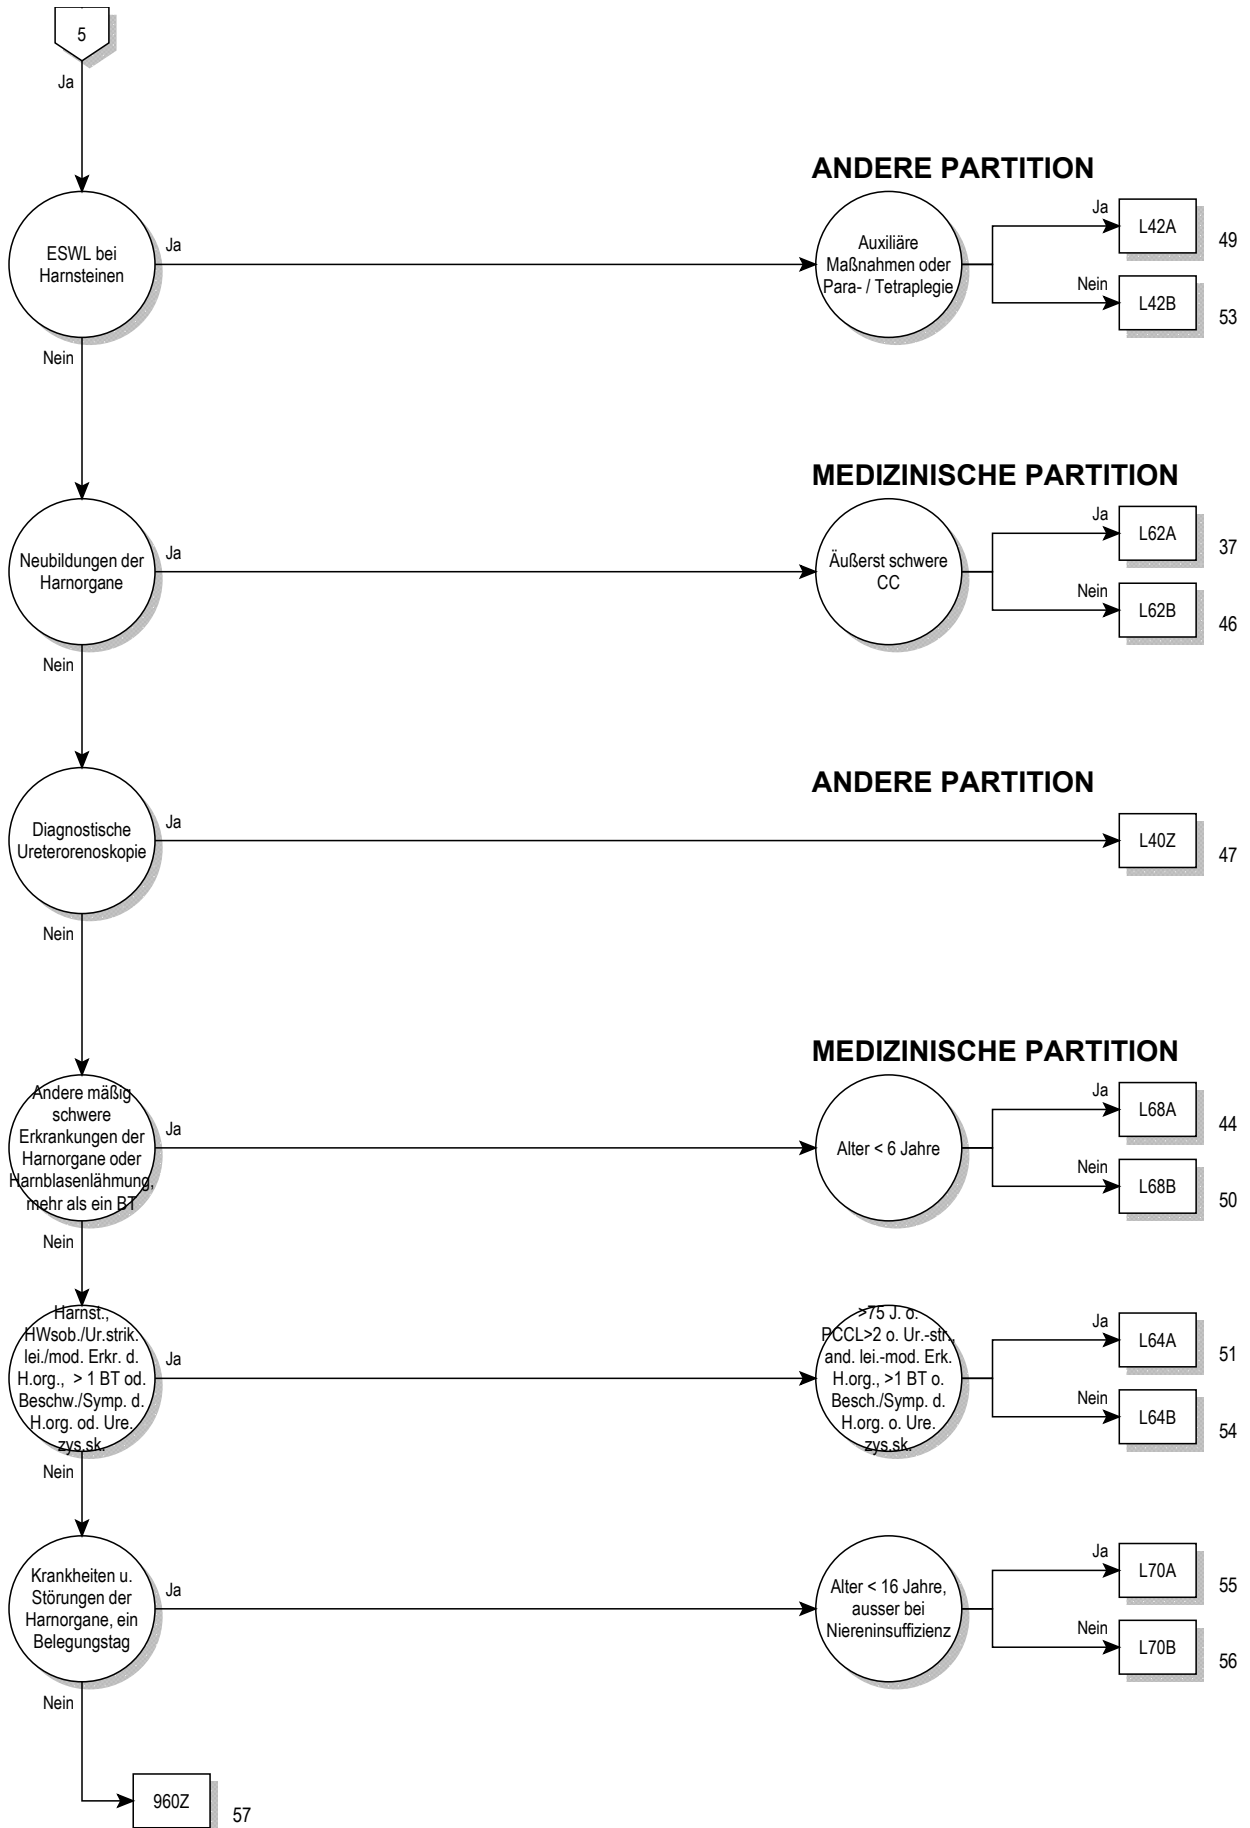 5
Ja
ANDERE PARTITION
ESWL bei
Harnsteinen
Ja
Auxiliäre
Maßnahmen oder
Para- / Tetraplegie
Ja
L42A
49
Nein
L42B
53
Nein
MEDIZINISCHE PARTITION
Neubildungen der
Harnorgane
Ja
Äußerst schwere
CC
Ja
L62A
37
Nein
L62B
46
Nein
ANDERE PARTITION
Diagnostische
Ureterorenoskopie
Ja
L40Z
47
Nein
MEDIZINISCHE PARTITION
Andere mäßig
schwere
Erkrankungen der
Harnorgane oder
Harnblasenlähmung,
mehr als ein BT
Ja
Alter < 6 Jahre
Ja
L68A
44
Nein
L68B
50
Nein
Harnst.,
HWsob./Ur.strik.
lei./mod. Erkr. d.
H.org., > 1 BT od.
Beschw./Symp. d.
H.org. od. Ure.
zys.sk.
Ja
>75 J. o.
PCCL>2 o. Ur.-str.,
and. lei.-mod. Erk.
H.org., >1 BT o.
Besch./Symp. d.
H.org. o. Ure.
zys.sk.
Ja
L64A
51
Nein
L64B
54
Nein
Krankheiten u.
Störungen der
Harnorgane, ein
Belegungstag
Ja
Alter < 16 Jahre,
ausser bei
Niereninsuffizienz
Ja
L70A
55
Nein
L70B
56
Nein
960Z
57